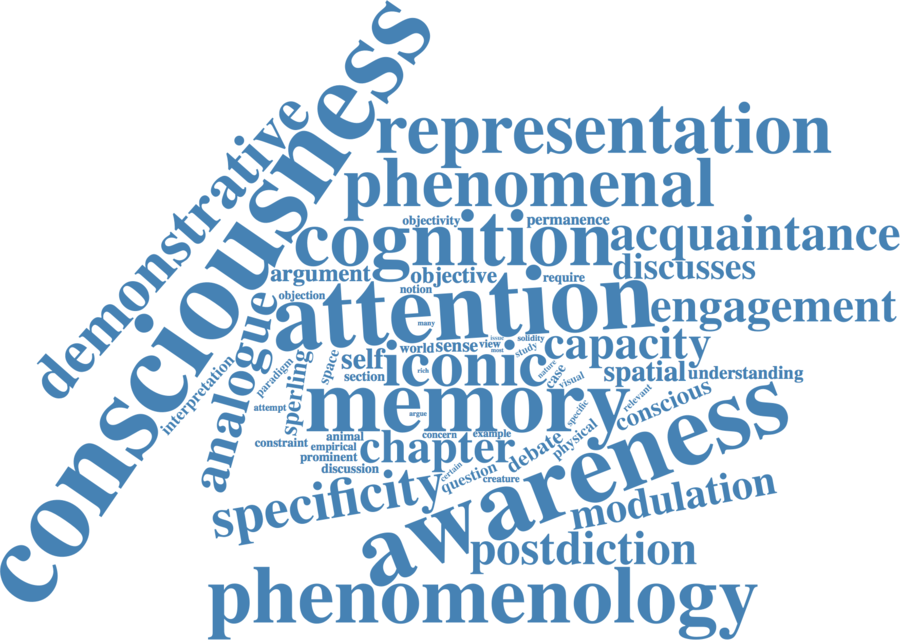 consciousness
demonstrative
representation
phenomenal
objectivity
permanence
cognition
acquaintance
argument
objective
require
discusses
notion
objection
attention
engagement
many
analogue
solidity
world
sense
view
most
study
capacity
self
iconic
space
section
rich
nature
case
visual
spatial
understanding
interpretation
paradigm
sperling
attempt
memory
argue
specific
relevant
conscious
animal
concern
example
constraint
empirical
chapter
debate
physical
prominent
discussion
certain
question
creature
awareness
specificity
modulation
postdiction
phenomenology